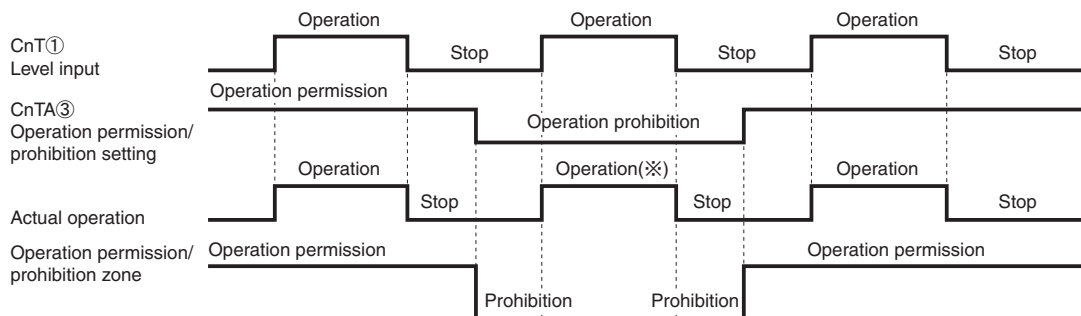 Operation Operation Operation
CnT① Stop Stop Stop
Level input
Operation permission
CnTA③
Operation permission/ Operation prohibition
prohibition setting
Operation Operation(※) Operation
Actual operation Stop Stop Stop
Operation permission/ Operation permission Operation permission
prohibition zone
Prohibition Prohibition